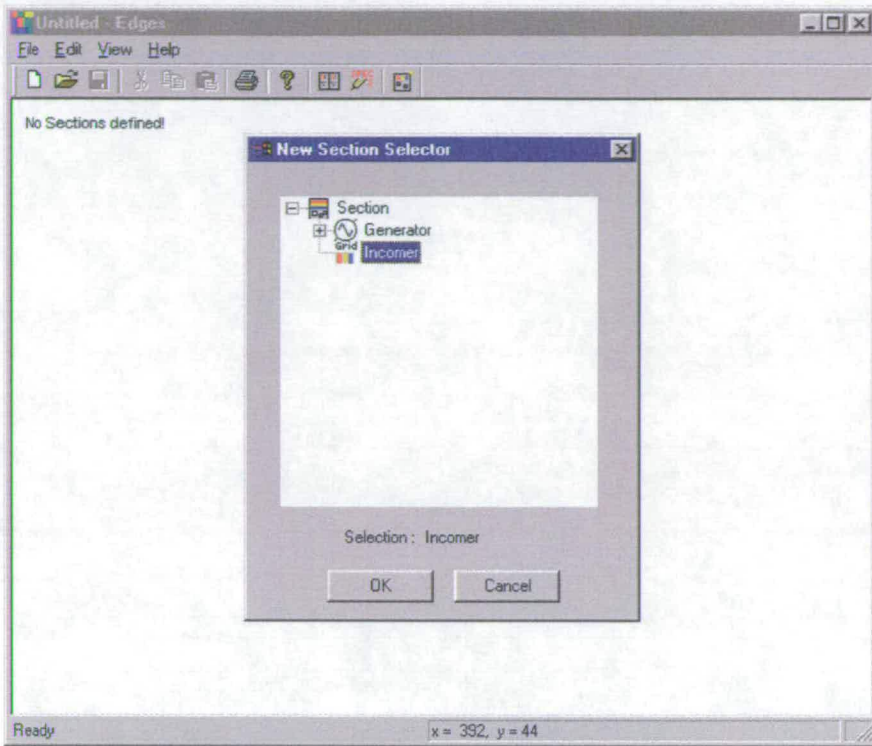 Untitled - Edges
File Edit View Help
No Sections defined!
New Section Selector
Section
Generator
Grid
Incomer
Selection : Incomer
OK Cancel
Ready x = 392, y = 44